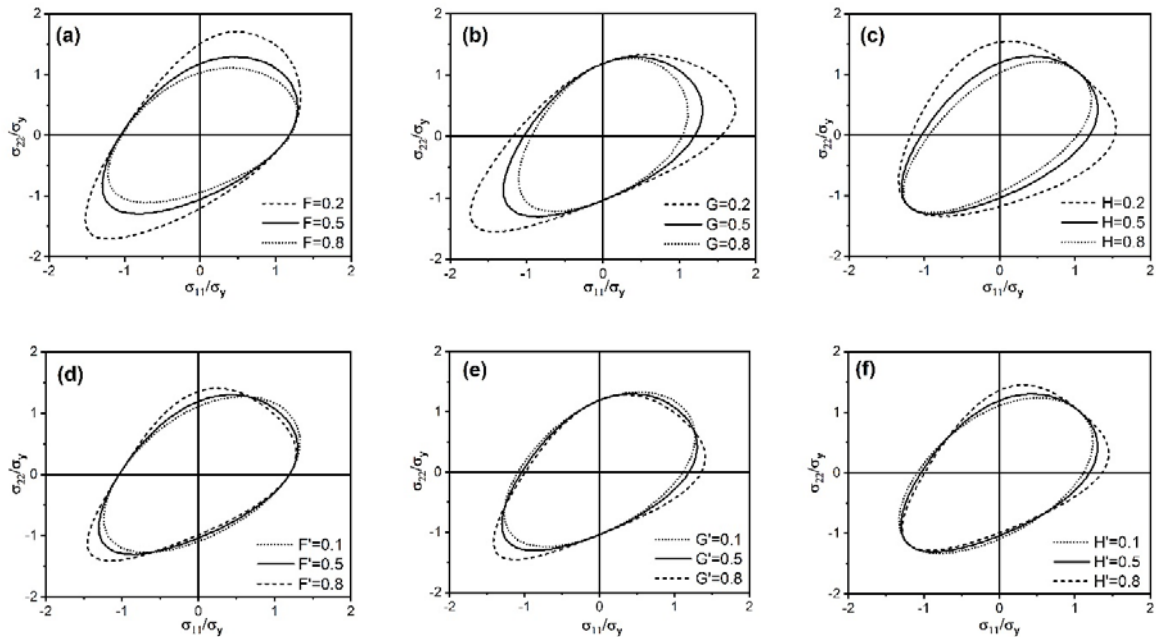 (a)
2
1
0
-1
-2
σ22/σy
F=0.2
F=0.5
F=0.8
-2 -1 0 1 2
σ11/σy
(b)
2
1
0
-1
-2
σ22/σy
G=0.2
G=0.5
G=0.8
-2 -1 0 1 2
σ11/σy
(c)
2
1
0
-1
-2
σ22/σy
H=0.2
H=0.5
H=0.8
-2 -1 0 1 2
σ11/σy
(d)
2
1
0
-1
-2
σ22/σy
F'=0.1
F'=0.5
F'=0.8
-2 -1 0 1 2
σ11/σy
(e)
2
1
0
-1
-2
σ22/σy
G'=0.1
G'=0.5
G'=0.8
-2 -1 0 1 2
σ11/σy
(f)
2
1
0
-1
-2
σ22/σy
H'=0.1
H'=0.5
H'=0.8
-2 -1 0 1 2
σ11/σy